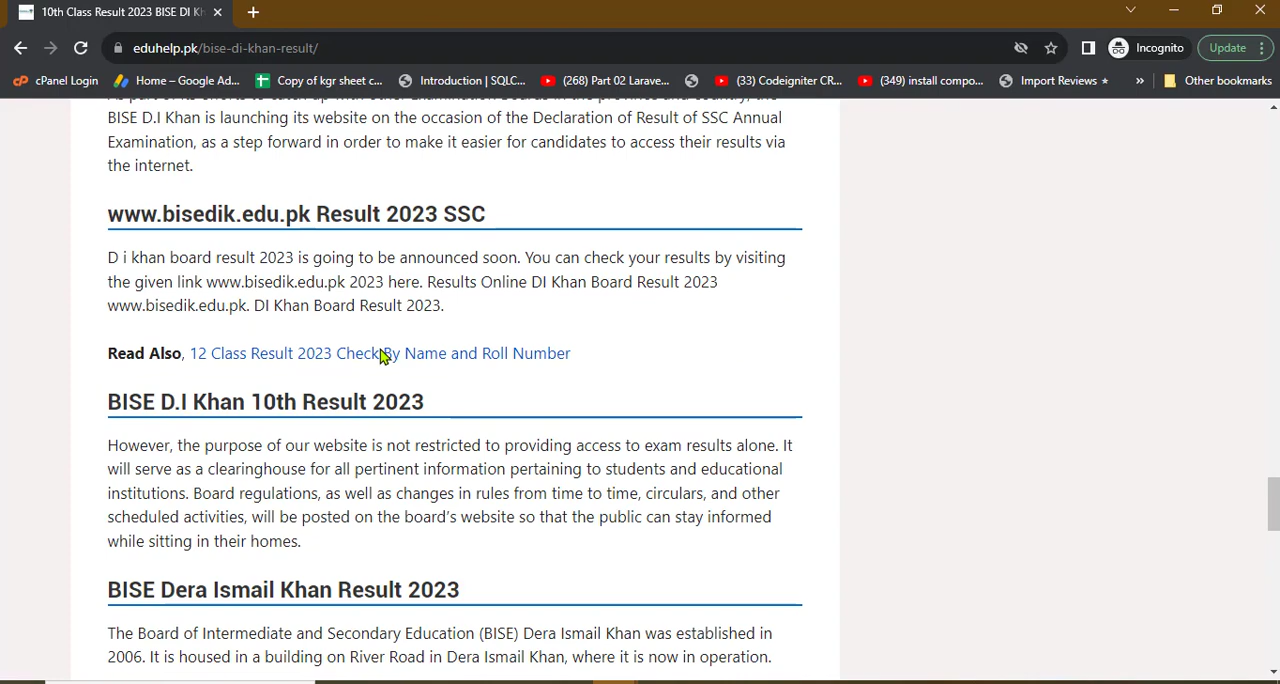 10th Class Result 2023 BISE DI Kh
eduhelp.pk/bise-di-khan-result/
Incognito
Update
cPanel Login
Home – Google Ad...
Copy of kgr sheet c...
Introduction | SQLC...
(268) Part 02 Larave...
(33) Codeigniter CR...
(349) install compo...
Import Reviews
»
Other bookmarks
BISE D.I Khan is launching its website on the occasion of the Declaration of Result of SSC Annual
Examination, as a step forward in order to make it easier for candidates to access their results via
the internet.
www.bisedik.edu.pk Result 2023 SSC
D i khan board result 2023 is going to be announced soon. You can check your results by visiting
the given link www.bisedik.edu.pk 2023 here. Results Online DI Khan Board Result 2023
www.bisedik.edu.pk. DI Khan Board Result 2023.
Read Also, 12 Class Result 2023 Check By Name and Roll Number
BISE D.I Khan 10th Result 2023
However, the purpose of our website is not restricted to providing access to exam results alone. It
will serve as a clearinghouse for all pertinent information pertaining to students and educational
institutions. Board regulations, as well as changes in rules from time to time, circulars, and other
scheduled activities, will be posted on the board's website so that the public can stay informed
while sitting in their homes.
BISE Dera Ismail Khan Result 2023
The Board of Intermediate and Secondary Education (BISE) Dera Ismail Khan was established in
2006. It is housed in a building on River Road in Dera Ismail Khan, where it is now in operation.